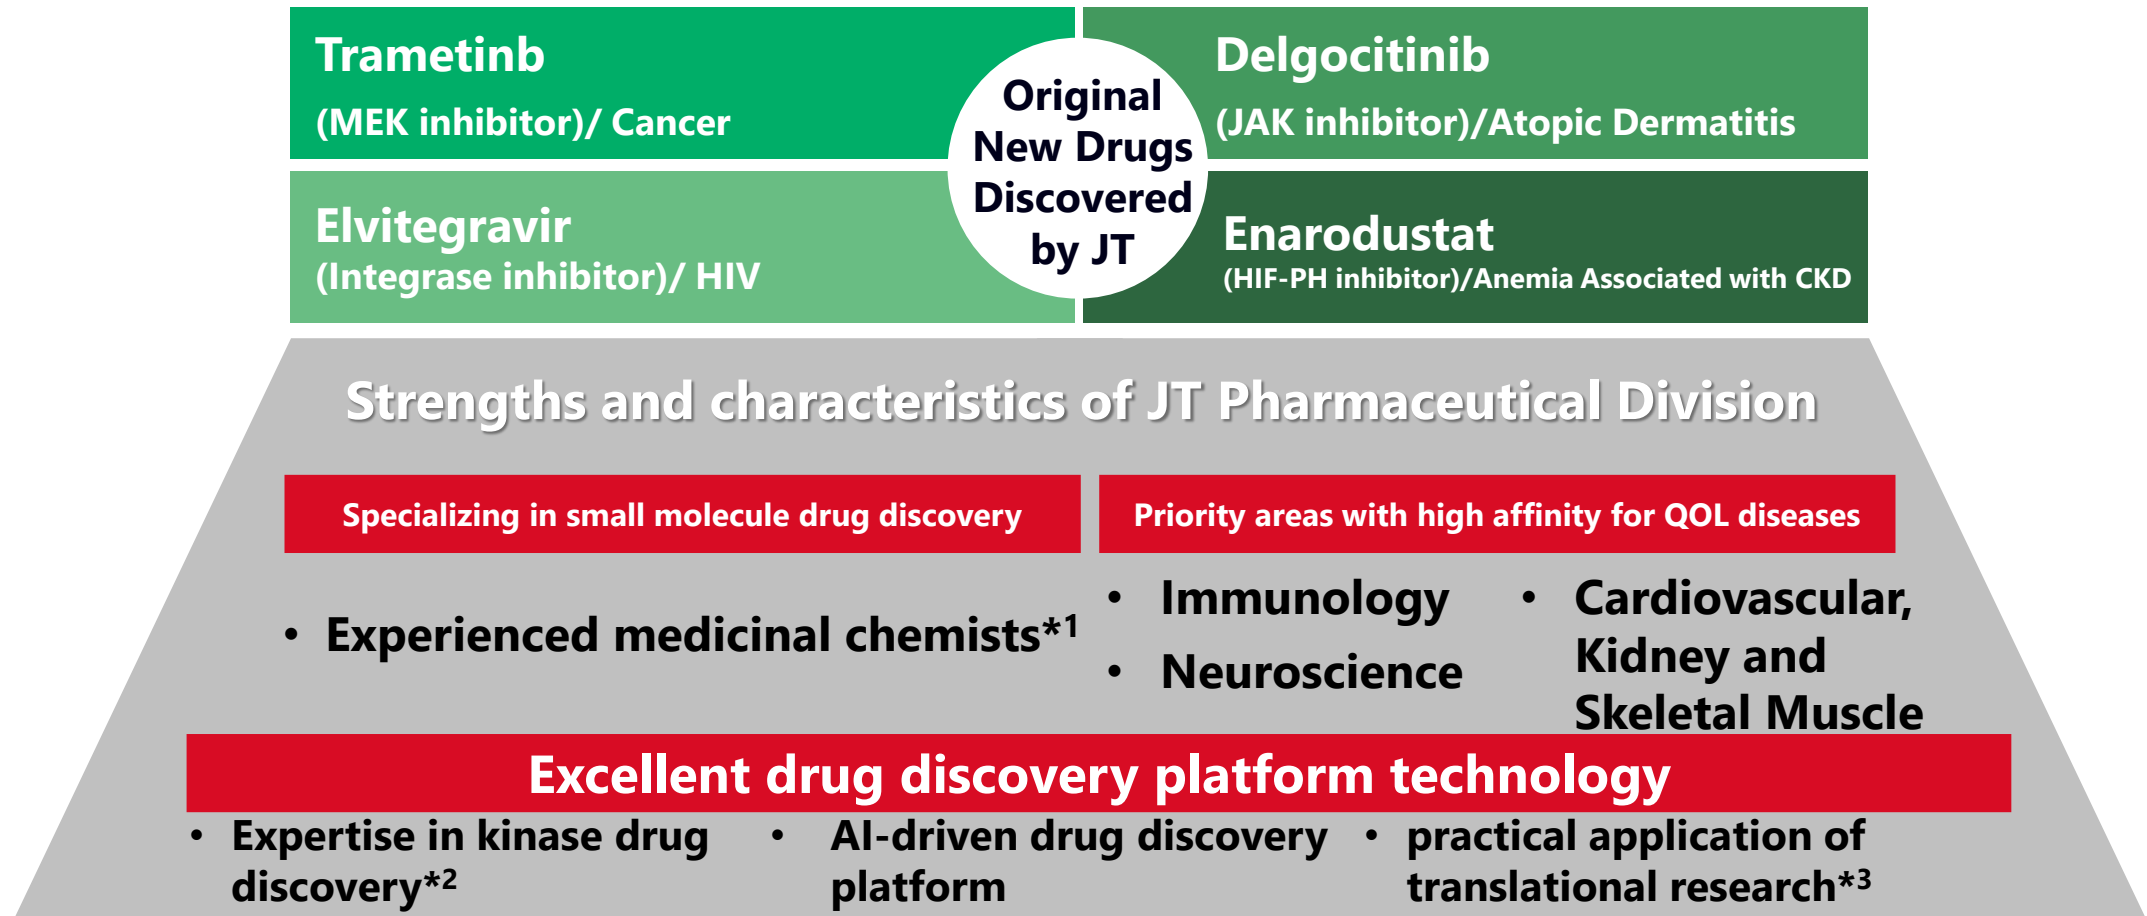 Trametinb
(MEK inhibitor)/ Cancer
Original
New Drugs
Discovered
by JT
Delgocitinib
(JAK inhibitor)/Atopic Dermatitis
Elvitegravir
(Integrase inhibitor)/ HIV
Enarodustat
(HIF-PH inhibitor)/Anemia Associated with CKD
Strengths and characteristics of JT Pharmaceutical Division
Specializing in small molecule drug discovery
• Experienced medicinal chemists*1
Priority areas with high affinity for QOL diseases
• Immunology
• Neuroscience
• Cardiovascular,
Kidney and
Skeletal Muscle
Excellent drug discovery platform technology
• Expertise in kinase drug
discovery*2
• AI-driven drug discovery
platform
• practical application of
translational research*3